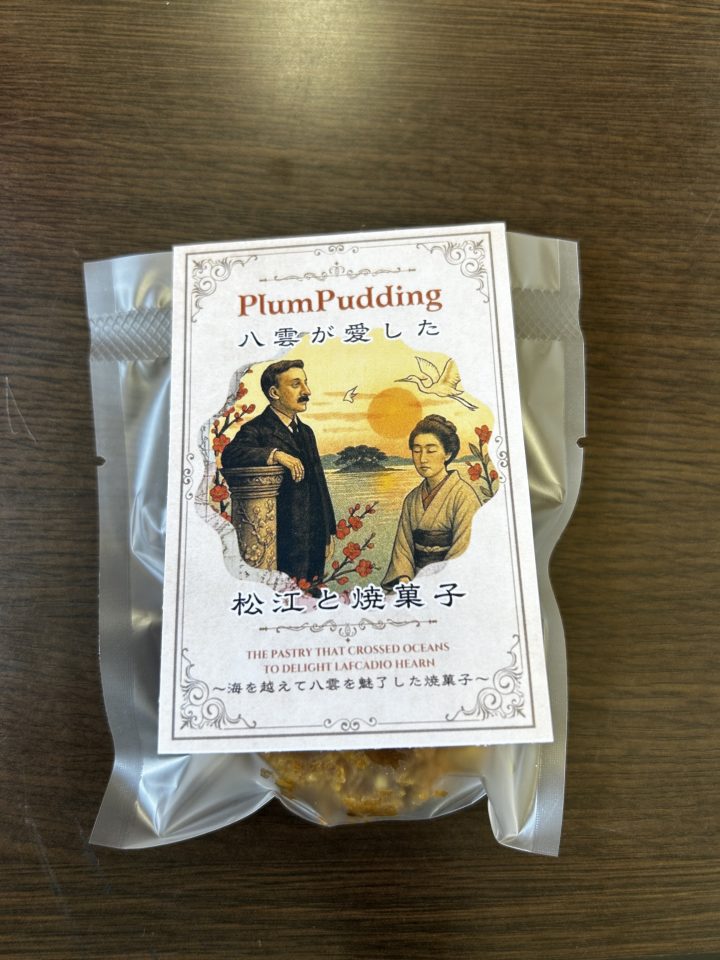 PlumPudding
八雲が愛した
松江と焼菓子
THE PASTRY THAT CROSSED OCEANS
TO DELIGHT LAFCADIO HEARN
～海を越えて八雲を魅了した焼菓子～